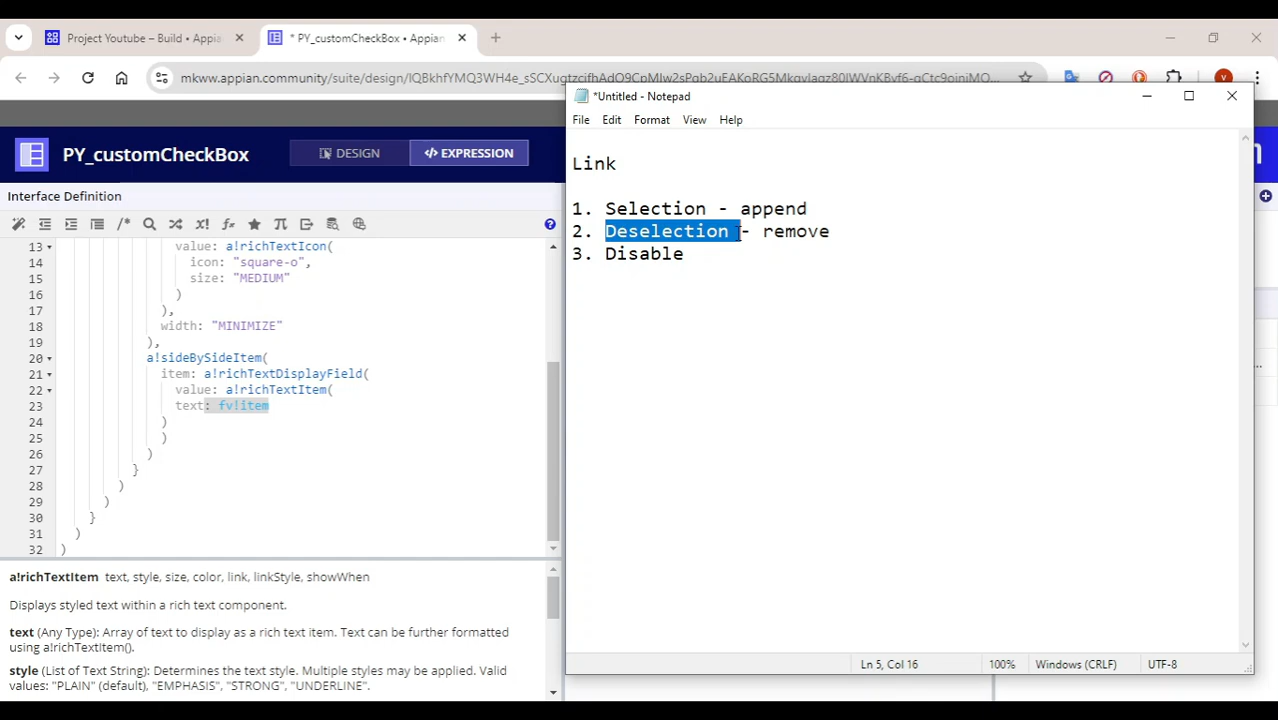 Project Youtube – Build • Appia
* PY_customCheckBox • Appian
PY_customCheckBox
DESIGN
</> EXPRESSION
Interface Definition
13 value: a!richTextIcon(
14 icon: "square-o",
15 size: "MEDIUM"
16 )
17 ),
18 width: "MINIMIZE"
19 ),
20 a!sideBySideItem(
21 item: a!richTextDisplayField(
22 value: a!richTextItem(
23 text: fv!item
24 )
25 )
26 )
27 }
28 )
29 )
30 }
31 )
32 )
a!richTextItem text, style, size, color, link, linkStyle, showWhen
Displays styled text within a rich text component.
text (Any Type): Array of text to display as a rich text item. Text can be further formatted
using a!richTextItem().
style (List of Text String): Determines the text style. Multiple styles may be applied. Valid
values: "PLAIN" (default), "EMPHASIS", "STRONG", "UNDERLINE".
*Untitled - Notepad
File Edit Format View Help
Link
1. Selection - append
2. Deselection - remove
3. Disable
Ln 5, Col 16
100%
Windows (CRLF)
UTF-8